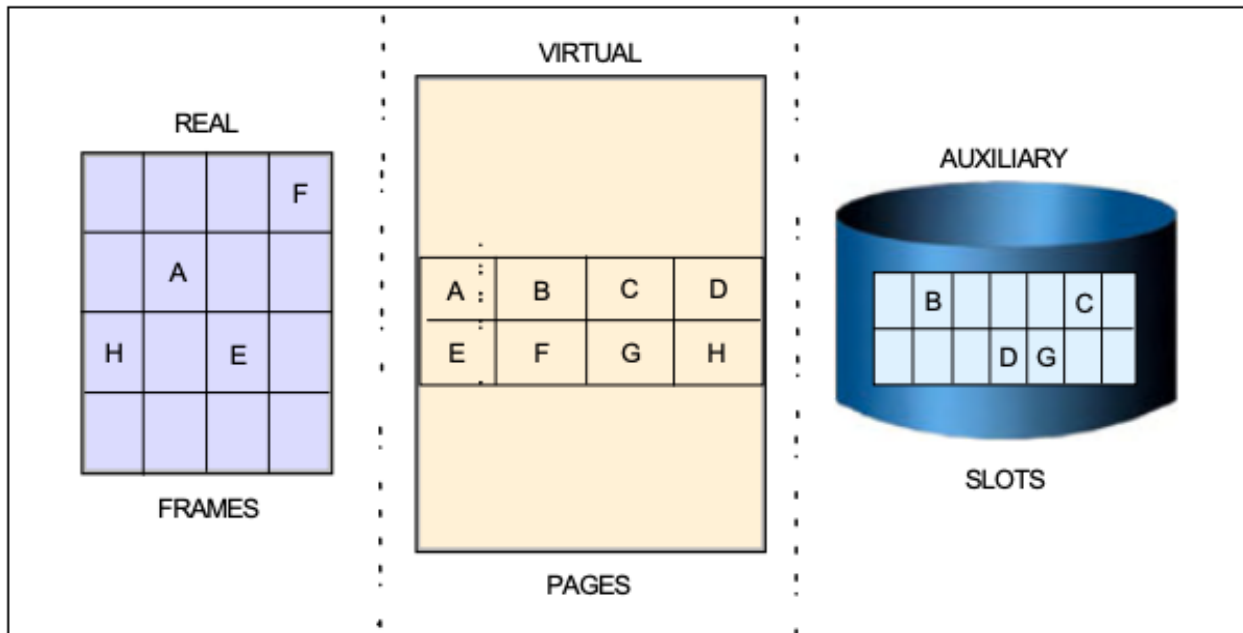 REAL
F
A
H E
FRAMES
VIRTUAL
A B C D
E F G H
PAGES
AUXILIARY
B C
D G
SLOTS